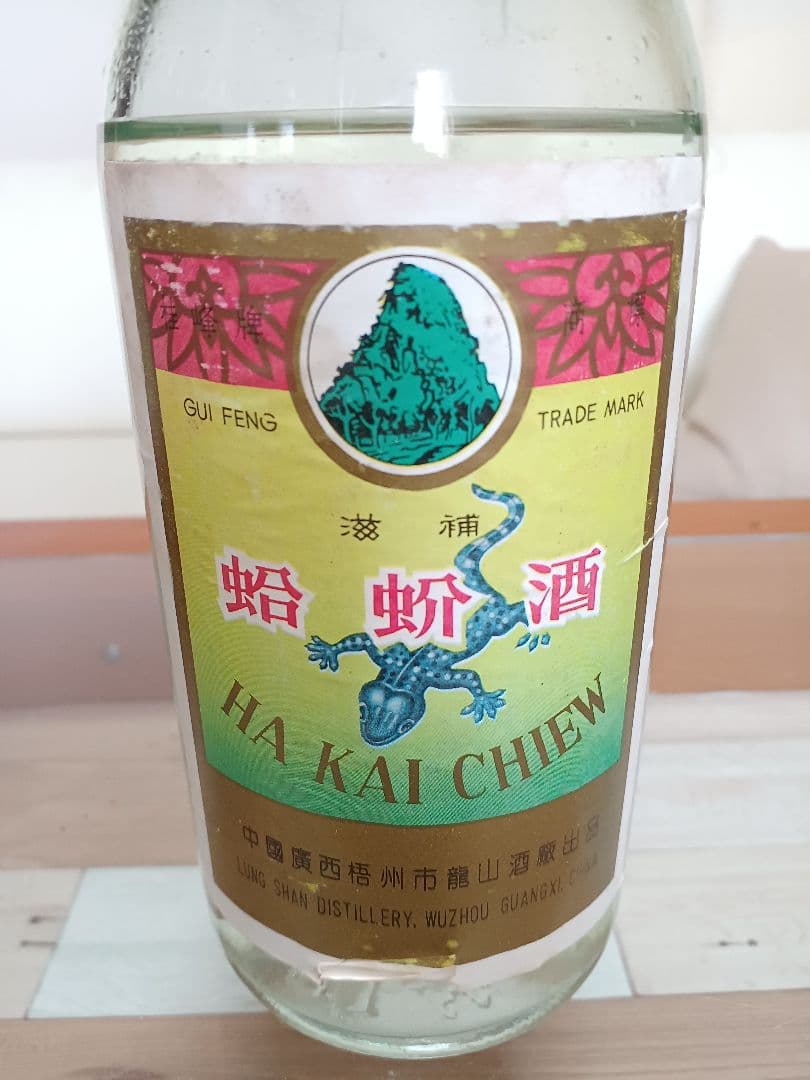 桂峰牌
商標
GUI FENG
TRADE MARK
滋補
蛤蚧酒
HA KAI CHIEW
中國廣西梧州市龍山酒廠出品
LUNG SHAN DISTILLERY, WUZHOU GUANGXI, CHINA